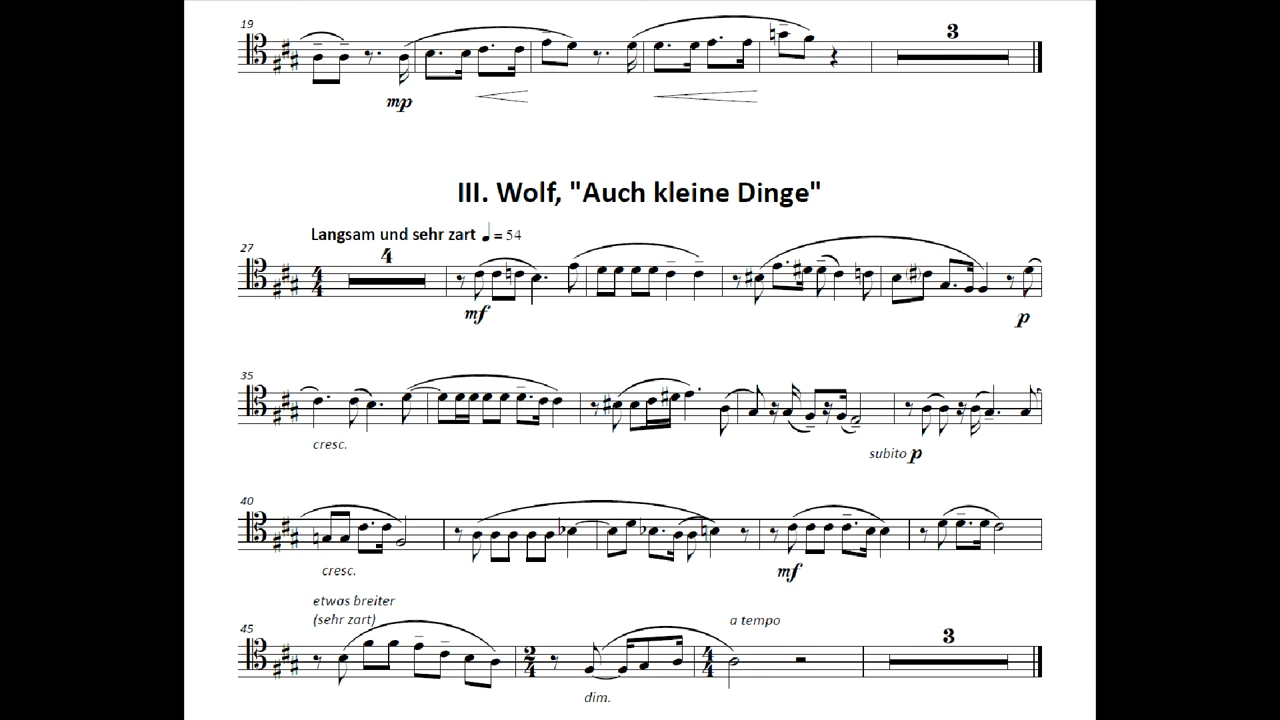 19
3
mp
III. Wolf, "Auch kleine Dinge"
Langsam und sehr zart ♩ = 54
27
4
4
4
mf
p
35
cresc.
subito p
40
cresc.
mf
etwas breiter
(sehr zart)
a tempo
45
2
4
4
4
3
dim.